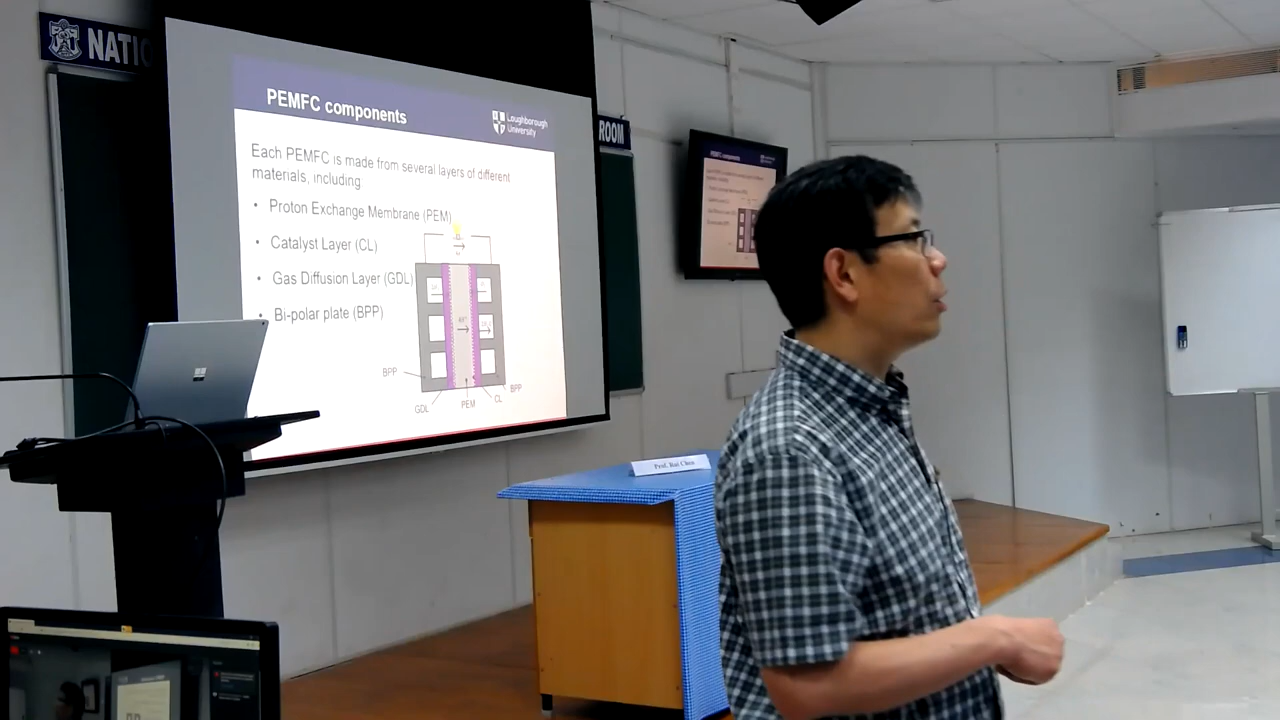 NATIO
ROOM
PEMFC components
Loughborough
University
Each PEMFC is made from several layers of different
materials, including
• Proton Exchange Membrane (PEM)
• Catalyst Layer (CL)
• Gas Diffusion Layer (GDL)
• Bi-polar plate (BPP)
BPP
GDL
PEM
CL
BPP
PEMFC components
Prof. Rui Chen